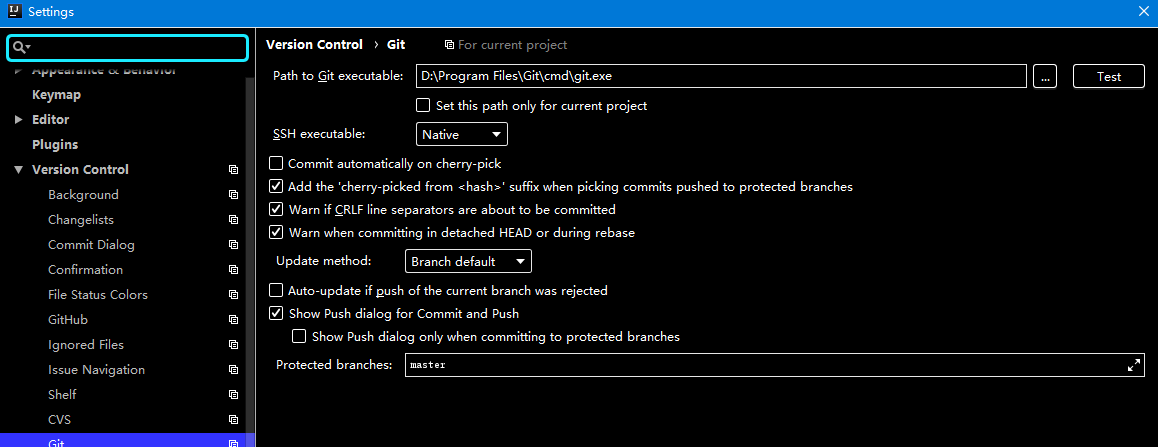 Settings
Appearance & Behavior
Keymap
Editor
Plugins
Version Control
Background
Changelists
Commit Dialog
Confirmation
File Status Colors
GitHub
Ignored Files
Issue Navigation
Shelf
CVS
Git
Version Control › Git For current project
Path to Git executable: D:\Program Files\Git\cmd\git.exe ... Test
Set this path only for current project
SSH executable: Native
Commit automatically on cherry-pick
Add the 'cherry-picked from <hash>' suffix when picking commits pushed to protected branches
Warn if CRLF line separators are about to be committed
Warn when committing in detached HEAD or during rebase
Update method: Branch default
Auto-update if push of the current branch was rejected
Show Push dialog for Commit and Push
Show Push dialog only when committing to protected branches
Protected branches: master